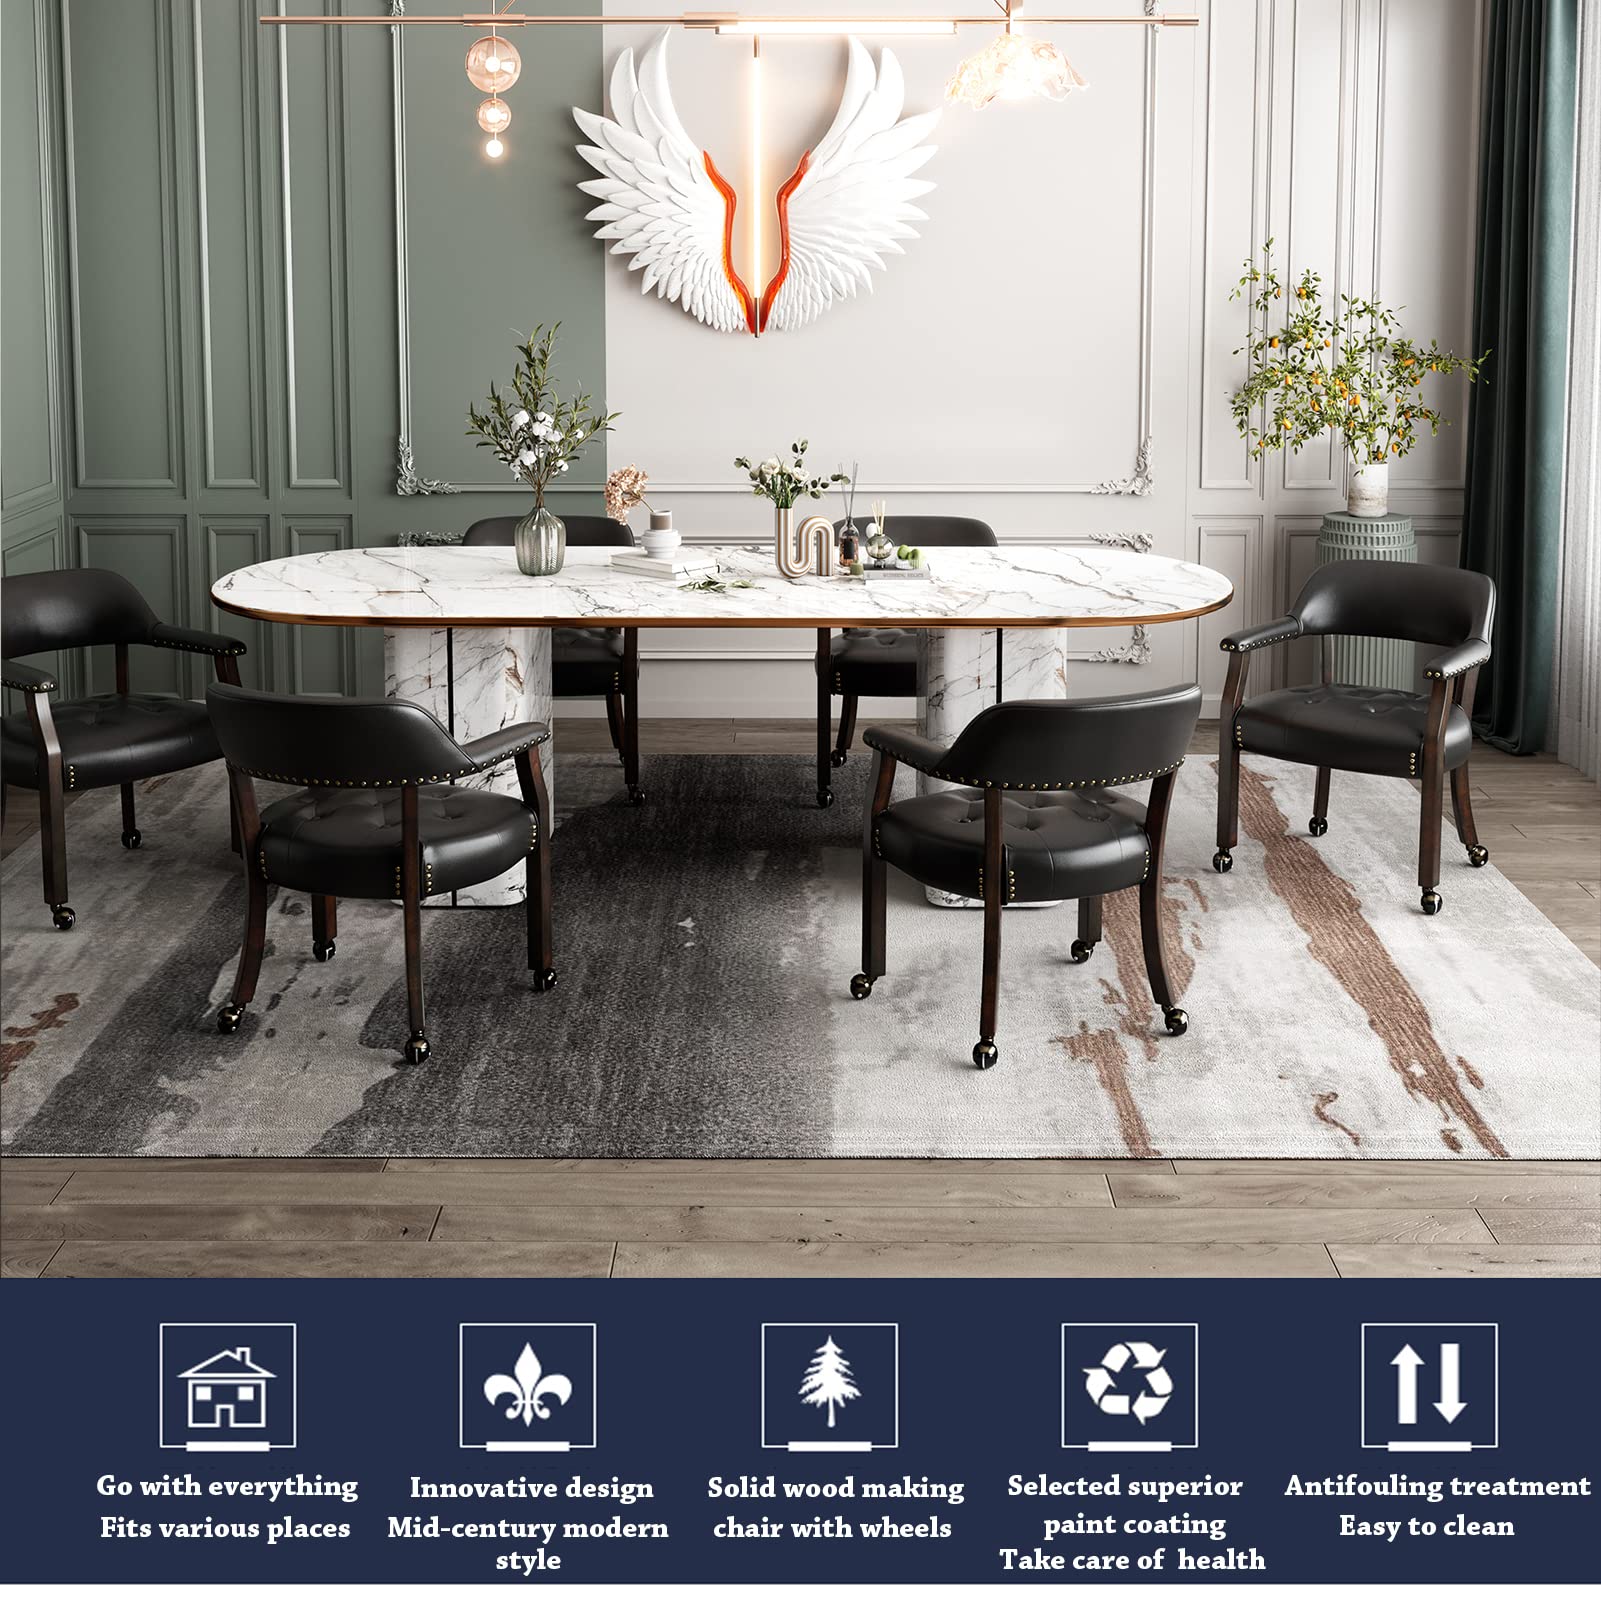 Go with everything
Fits various places
Innovative design
Mid-century modern
style
Solid wood making
chair with wheels
Selected superior
paint coating
Take care of health
Antifouling treatment
Easy to clean